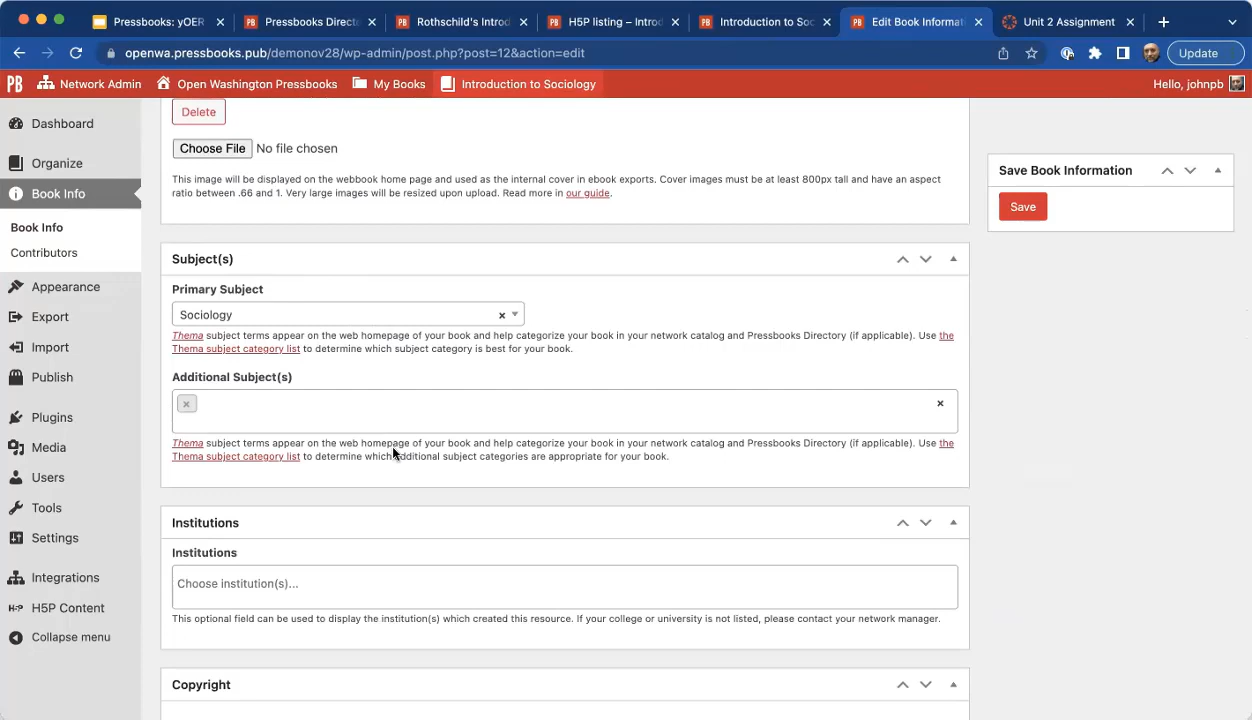 Pressbooks: yOER
Pressbooks Direct
Rothschild's Introd
H5P listing – Introd
Introduction to Soc
Edit Book Informat
Unit 2 Assignment
openwa.pressbooks.pub/demonov28/wp-admin/post.php?post=12&action=edit
Update
Network Admin
Open Washington Pressbooks
My Books
Introduction to Sociology
Hello, johnpb
Dashboard
Organize
Book Info
Book Info
Contributors
Appearance
Export
Import
Publish
Plugins
Media
Users
Tools
Settings
Integrations
H5P Content
Collapse menu
Delete
Choose File No file chosen
This image will be displayed on the webbook home page and used as the internal cover in ebook exports. Cover images must be at least 800px tall and have an aspect
ratio between .66 and 1. Very large images will be resized upon upload. Read more in our guide.
Subject(s)
Primary Subject
Sociology
Thema subject terms appear on the web homepage of your book and help categorize your book in your network catalog and Pressbooks Directory (if applicable). Use the
Thema subject category list to determine which subject category is best for your book.
Additional Subject(s)
Thema subject terms appear on the web homepage of your book and help categorize your book in your network catalog and Pressbooks Directory (if applicable). Use the
Thema subject category list to determine which additional subject categories are appropriate for your book.
Institutions
Institutions
Choose institution(s)...
This optional field can be used to display the institution(s) which created this resource. If your college or university is not listed, please contact your network manager.
Copyright
Save Book Information
Save